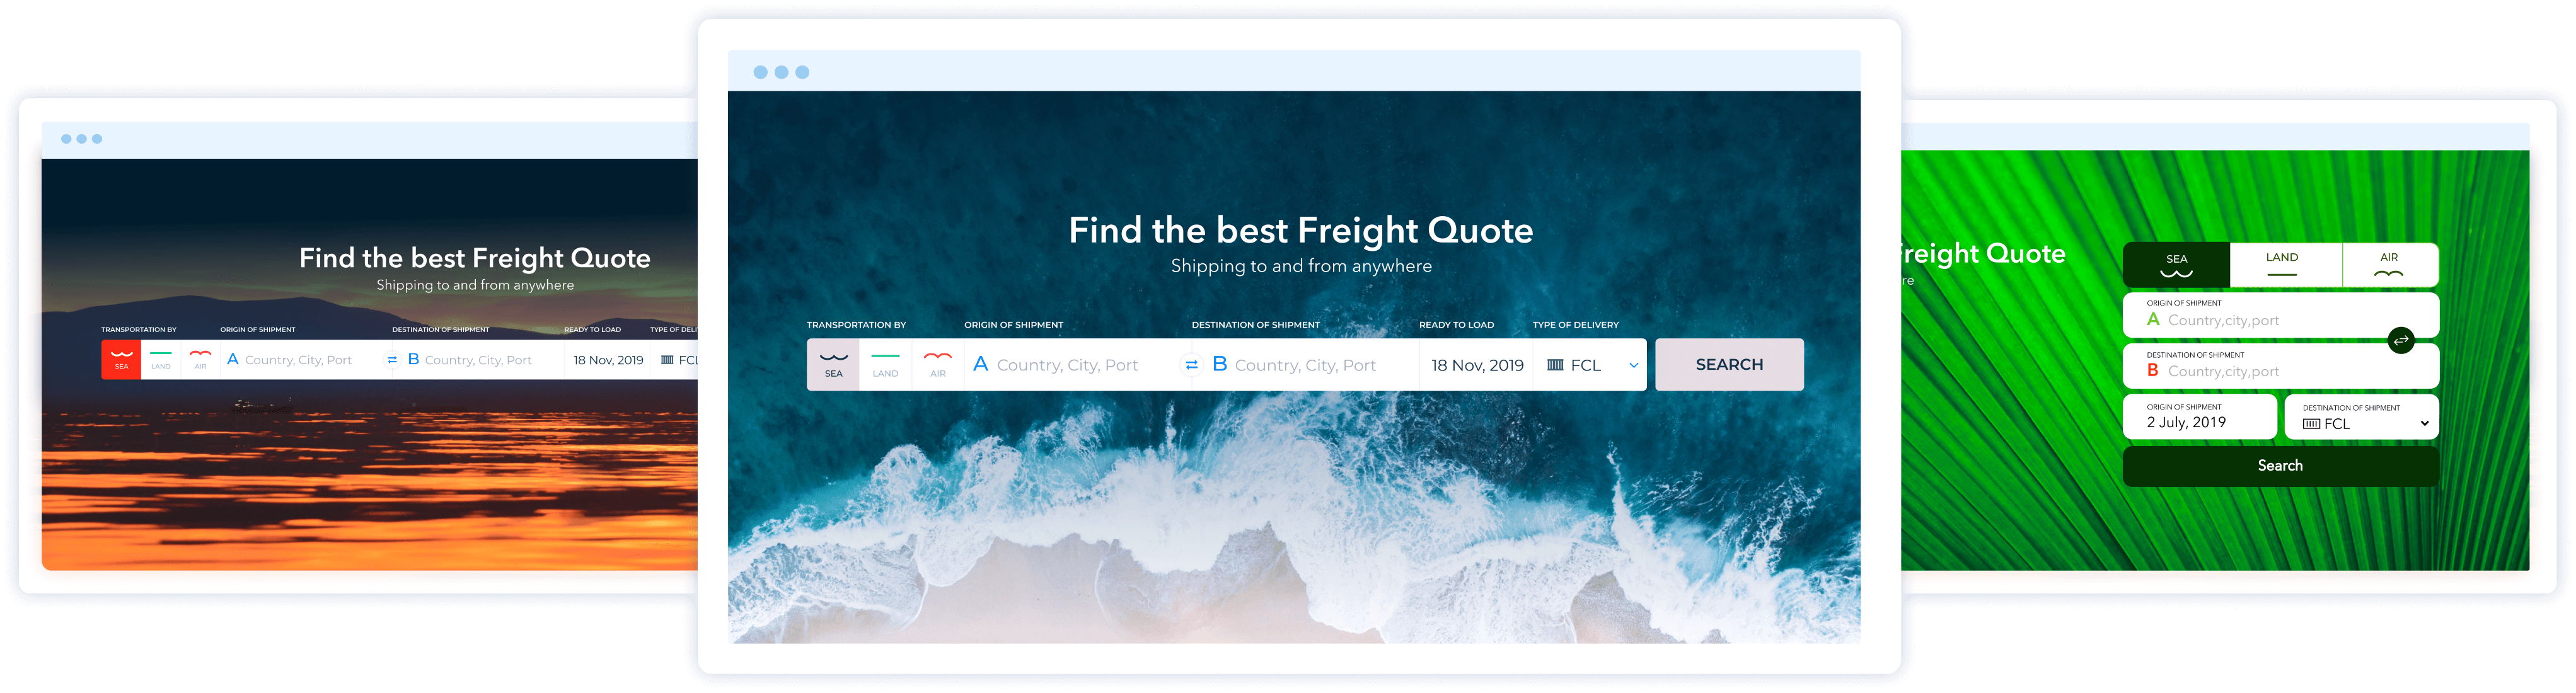 Find the best Freight Quote
Shipping to and from anywhere
TRANSPORTATION BY ORIGIN OF SHIPMENT DESTINATION OF SHIPMENT READY TO LOAD TYPE OF DELI
SEA LAND AIR A Country, City, Port B Country, City, Port 18 Nov, 2019 FCL
Find the best Freight Quote
Shipping to and from anywhere
TRANSPORTATION BY ORIGIN OF SHIPMENT DESTINATION OF SHIPMENT READY TO LOAD TYPE OF DELIVERY
SEA LAND AIR A Country, City, Port B Country, City, Port 18 Nov, 2019 FCL SEARCH
Freight Quote
re
SEA LAND AIR
ORIGIN OF SHIPMENT
A Country,city,port
DESTINATION OF SHIPMENT
B Country,city,port
ORIGIN OF SHIPMENT DESTINATION OF SHIPMENT
2 July, 2019 FCL
Search